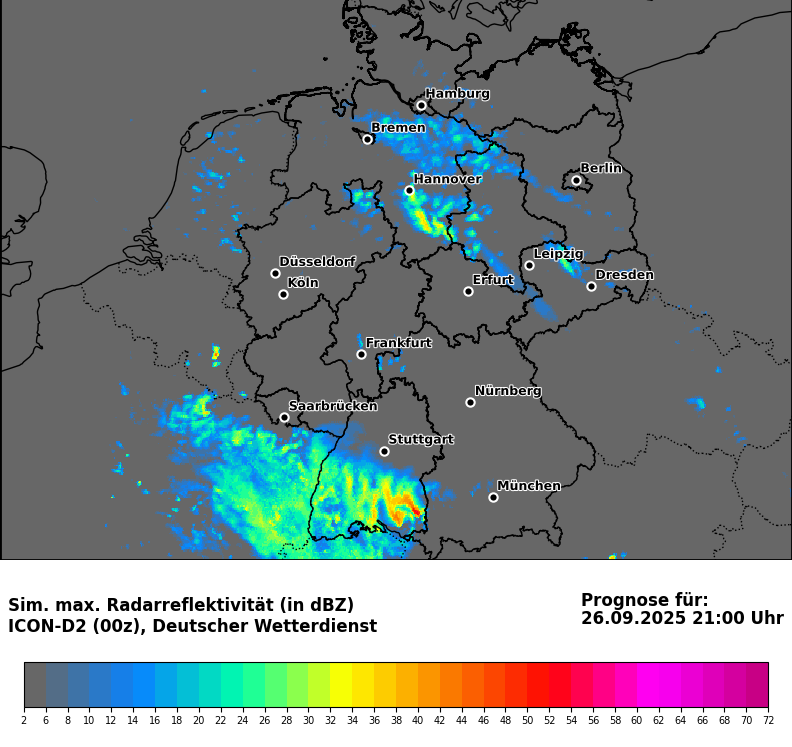 Hamburg
Bremen
Berlin
Hannover
Düsseldorf
Leipzig
Köln
Erfurt
Dresden
Frankfurt
Nürnberg
Saarbrücken
Stuttgart
München
Sim. max. Radarreflektivität (in dBZ)
ICON-D2 (00z), Deutscher Wetterdienst
Prognose für:
26.09.2025 21:00 Uhr
2 6 8 10 12 14 16 18 20 22 24 26 28 30 32 34 36 38 40 42 44 46 48 50 52 54 56 58 60 62 64 66 68 70 72